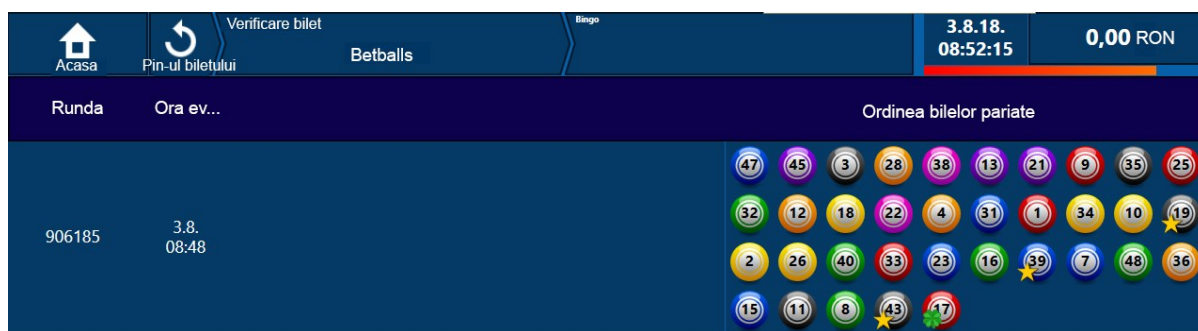 Acasa
Pin-ul biletului
Verificare bilet
Betballs
Bingo
3.8.18.
08:52:15
0,00 RON
Runda Ora ev... Ordinea bilelor pariate
906185
3.8.
08:48
47 45 3 28 38 13 21 9 35 25
32 12 18 22 4 31 1 34 10 19
2 26 40 33 23 16 39 7 48 36
15 11 8 43 17